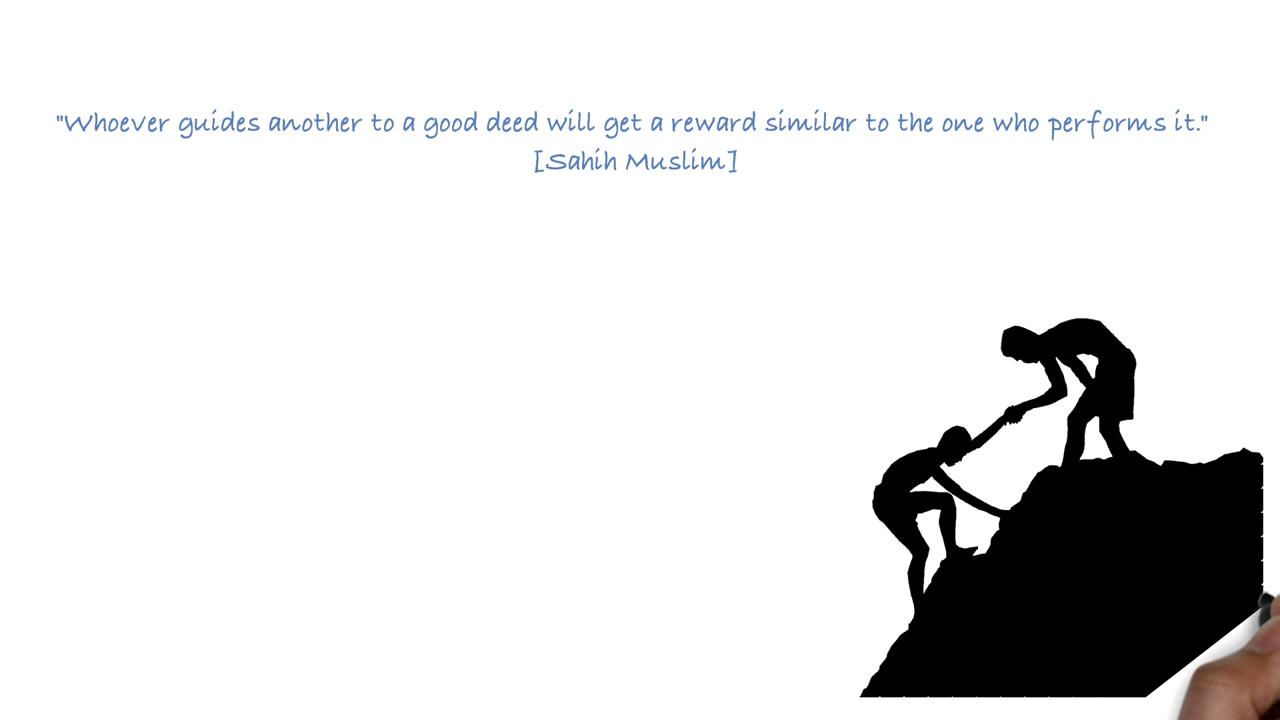 "Whoever guides another to a good deed will get a reward similar to the one who performs it."
[Sahih Muslim]